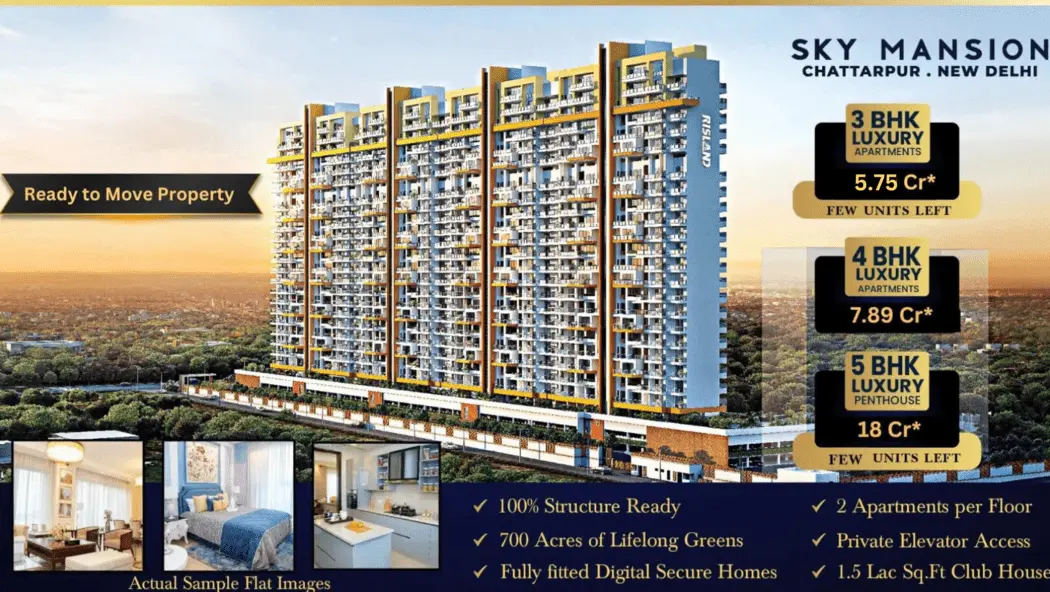 SKY MANSION
CHATTARPUR . NEW DELHI
RISLAND
Ready to Move Property
3 BHK
LUXURY
APARTMENTS
5.75 Cr*
FEW UNITS LEFT
4 BHK
LUXURY
APARTMENTS
7.89 Cr*
5 BHK
LUXURY
PENTHOUSE
18 Cr*
FEW UNITS LEFT
✓ 100% Structure Ready
✓ 700 Acres of Lifelong Greens
✓ Fully fitted Digital Secure Homes
✓ 2 Apartments per Floor
✓ Private Elevator Access
✓ 1.5 Lac Sq.Ft Club House
Actual Sample Flat Images